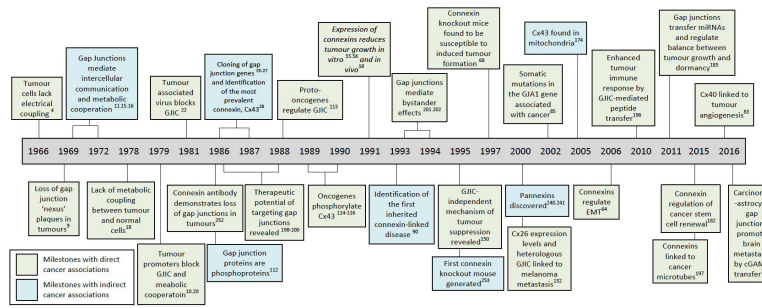 Tumour
cells lack
electrical
coupling 4
Gap Junctions
mediate
intercellular
communication
and metabolic
cooperation 11,15,16
Tumour
associated
virus blocks
GJIC 22
Cloning of gap
junction genes 25-27
and identification
of the most
prevalent
connexin, Cx43 28
Proto-
oncogenes
regulate GJIC 113
Expression of
connexins reduces
tumour growth in
vitro 55,56 and in
vivo 58
Gap junctions
mediate
bystander
effects
201,202
Connexin
knockout mice
found to be
susceptible to
induced tumour
formation 68
Somatic
mutations in
the GJA1 gene
associated with
cancer 85
Cx43 found in
mitochondria 174
Enhanced
tumour
immune response
by GJIC-mediated
peptide
transfer 196
Gap junctions
transfer miRNAs
and regulate
balance between
tumour growth and
dormancy 185
Cx40 linked to
tumour
angiogenesis 83
1966 1969 1972 1978 1979 1981 1986 1987 1988 1989 1990 1991 1993 1994 1995 1997 2000 2002 2005 2006 2010 2011 2015 2016
Loss of gap
junction
‘nexus’
plaques in
tumours 9
Lack of metabolic
coupling
between tumour
and normal
cells 18
Tumour
promoters block
GJIC and
meabolic
cooperatoin 19,20
Connexin antibody
demonstrates loss
of gap junctions in
tumours
252
Gap junction
proteins are
phosphoproteins 112
Therapeutic
potential of
targeting gap
junctions
revealed 198-200
Oncogenes
phosphorylate
Cx43 114-116
Identification of
the first
inherited
connexin-linked
disease 90
GJIC-
independent
mechanism of
tumour
suppression
revealed 150
First connexin
knockout mouse
generated 253
Pannexins
discovered 240,241
Cx26 expression
levels and
heterologous
GJIC linked to
melanoma
metastasis 132
Connexins
regulate
EMT 64
Connexin
regulation of
cancer stem
cell renewal 182
Connexins
linked to
cancer
microtubes 197
Carcinom
-astrocy
gap
junction
promot
brain
metasta
by cGAM
transfer
Milestones with direct
cancer associations
Milestones with indirect
cancer associations